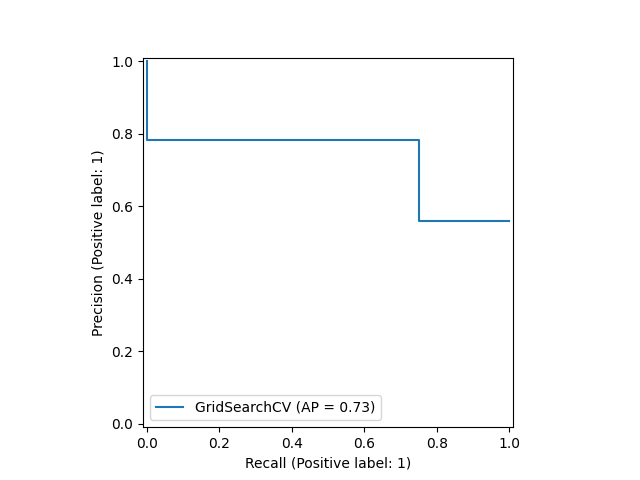 1.0
0.8
0.6
0.4
0.2
0.0
Precision (Positive label: 1)
GridSearchCV (AP = 0.73)
0.0 0.2 0.4 0.6 0.8 1.0
Recall (Positive label: 1)